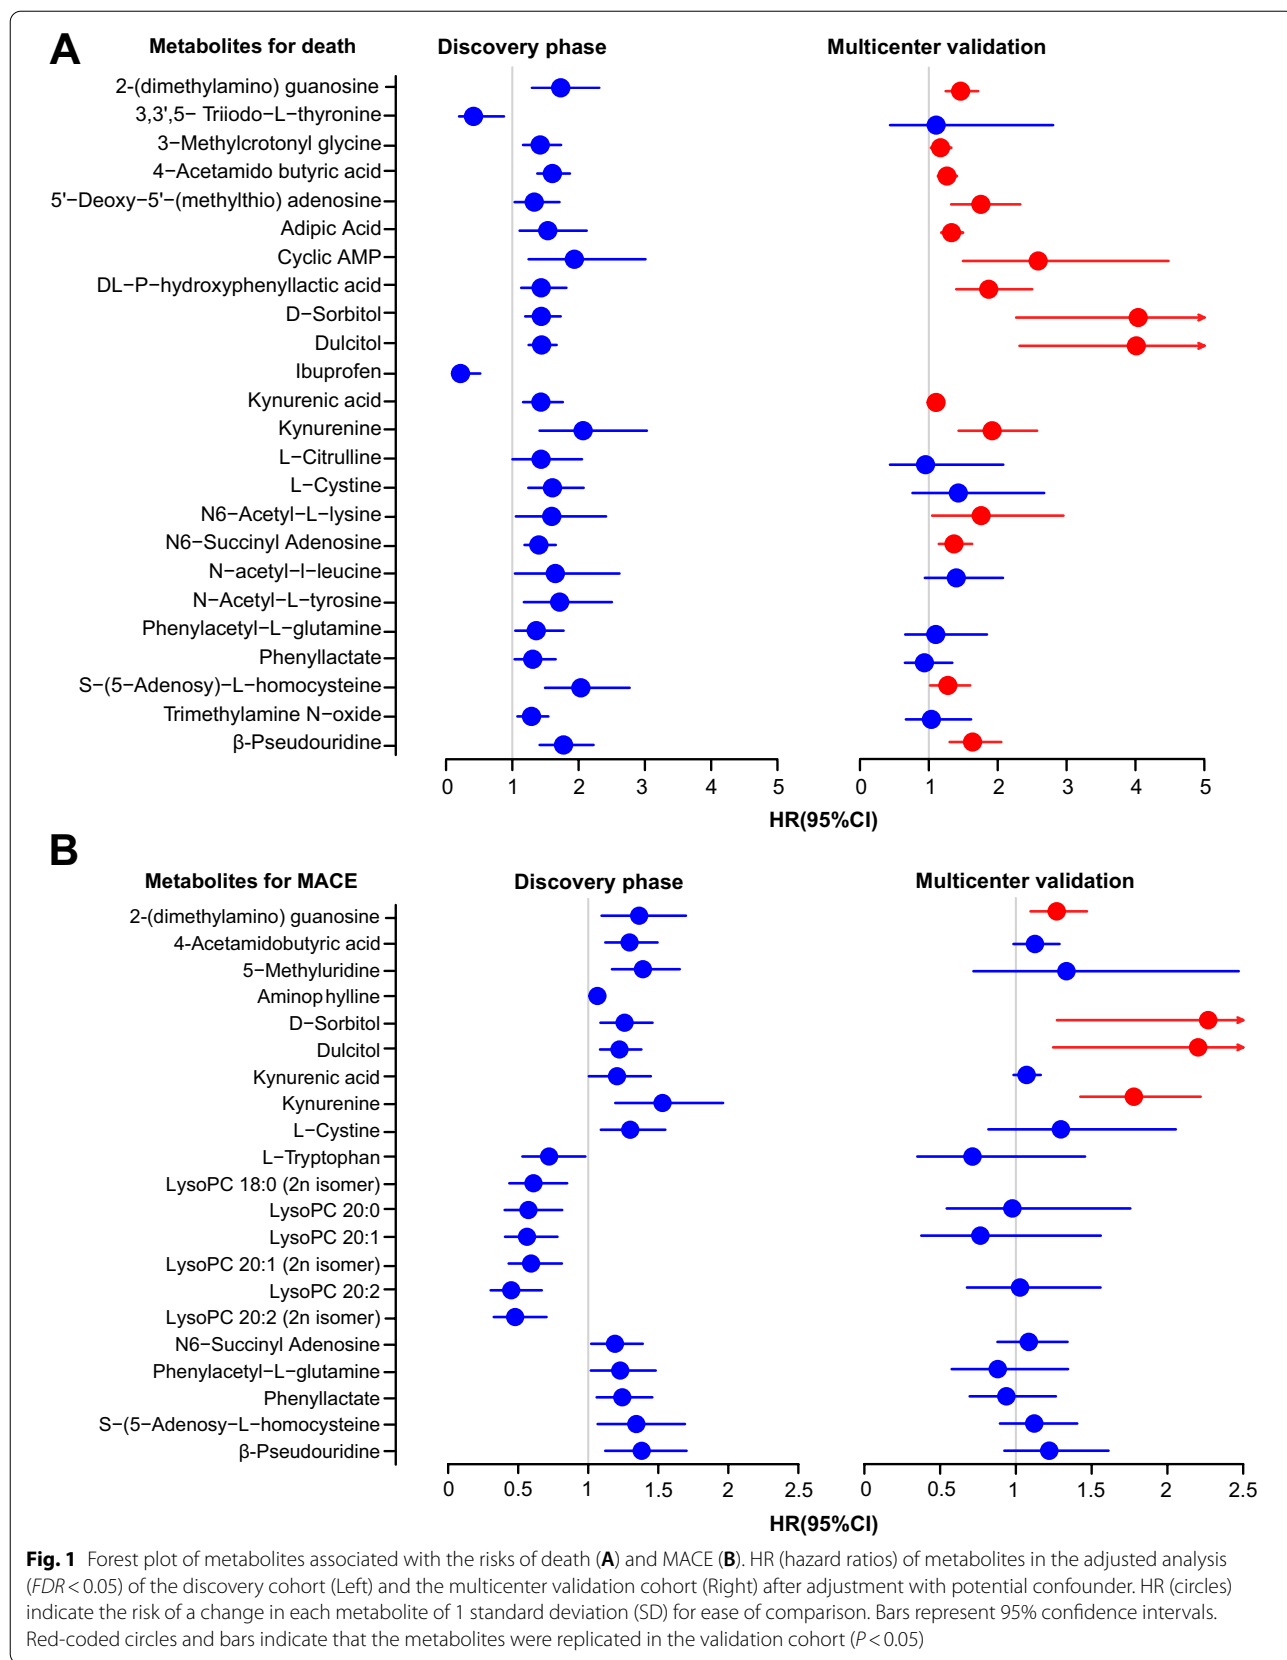 A
Metabolites for death
Discovery phase
Multicenter validation
2-(dimethylamino) guanosine
3,3',5− Triiodo−L−thyronine
3−Methylcrotonyl glycine
4−Acetamido butyric acid
5'−Deoxy−5'−(methylthio) adenosine
Adipic Acid
Cyclic AMP
DL−P−hydroxyphenyllactic acid
D−Sorbitol
Dulcitol
Ibuprofen
Kynurenic acid
Kynurenine
L−Citrulline
L−Cystine
N6−Acetyl−L−lysine
N6−Succinyl Adenosine
N−acetyl−l−leucine
N−Acetyl−L−tyrosine
Phenylacetyl−L−glutamine
Phenyllactate
S−(5−Adenosy)−L−homocysteine
Trimethylamine N−oxide
β-Pseudouridine
0 1 2 3 4 5
0 1 2 3 4 5
HR(95%CI)
B
Metabolites for MACE
Discovery phase
Multicenter validation
2-(dimethylamino) guanosine
4-Acetamidobutyric acid
5−Methyluridine
Aminophylline
D−Sorbitol
Dulcitol
Kynurenic acid
Kynurenine
L−Cystine
L−Tryptophan
LysoPC 18:0 (2n isomer)
LysoPC 20:0
LysoPC 20:1
LysoPC 20:1 (2n isomer)
LysoPC 20:2
LysoPC 20:2 (2n isomer)
N6−Succinyl Adenosine
Phenylacetyl−L−glutamine
Phenyllactate
S−(5−Adenosy−L−homocysteine
β-Pseudouridine
0 0.5 1 1.5 2 2.5
0 0.5 1 1.5 2 2.5
HR(95%CI)
Fig. 1 Forest plot of metabolites associated with the risks of death (A) and MACE (B). HR (hazard ratios) of metabolites in the adjusted analysis
(FDR < 0.05) of the discovery cohort (Left) and the multicenter validation cohort (Right) after adjustment with potential confounder. HR (circles)
indicate the risk of a change in each metabolite of 1 standard deviation (SD) for ease of comparison. Bars represent 95% confidence intervals.
Red-coded circles and bars indicate that the metabolites were replicated in the validation cohort (P < 0.05)